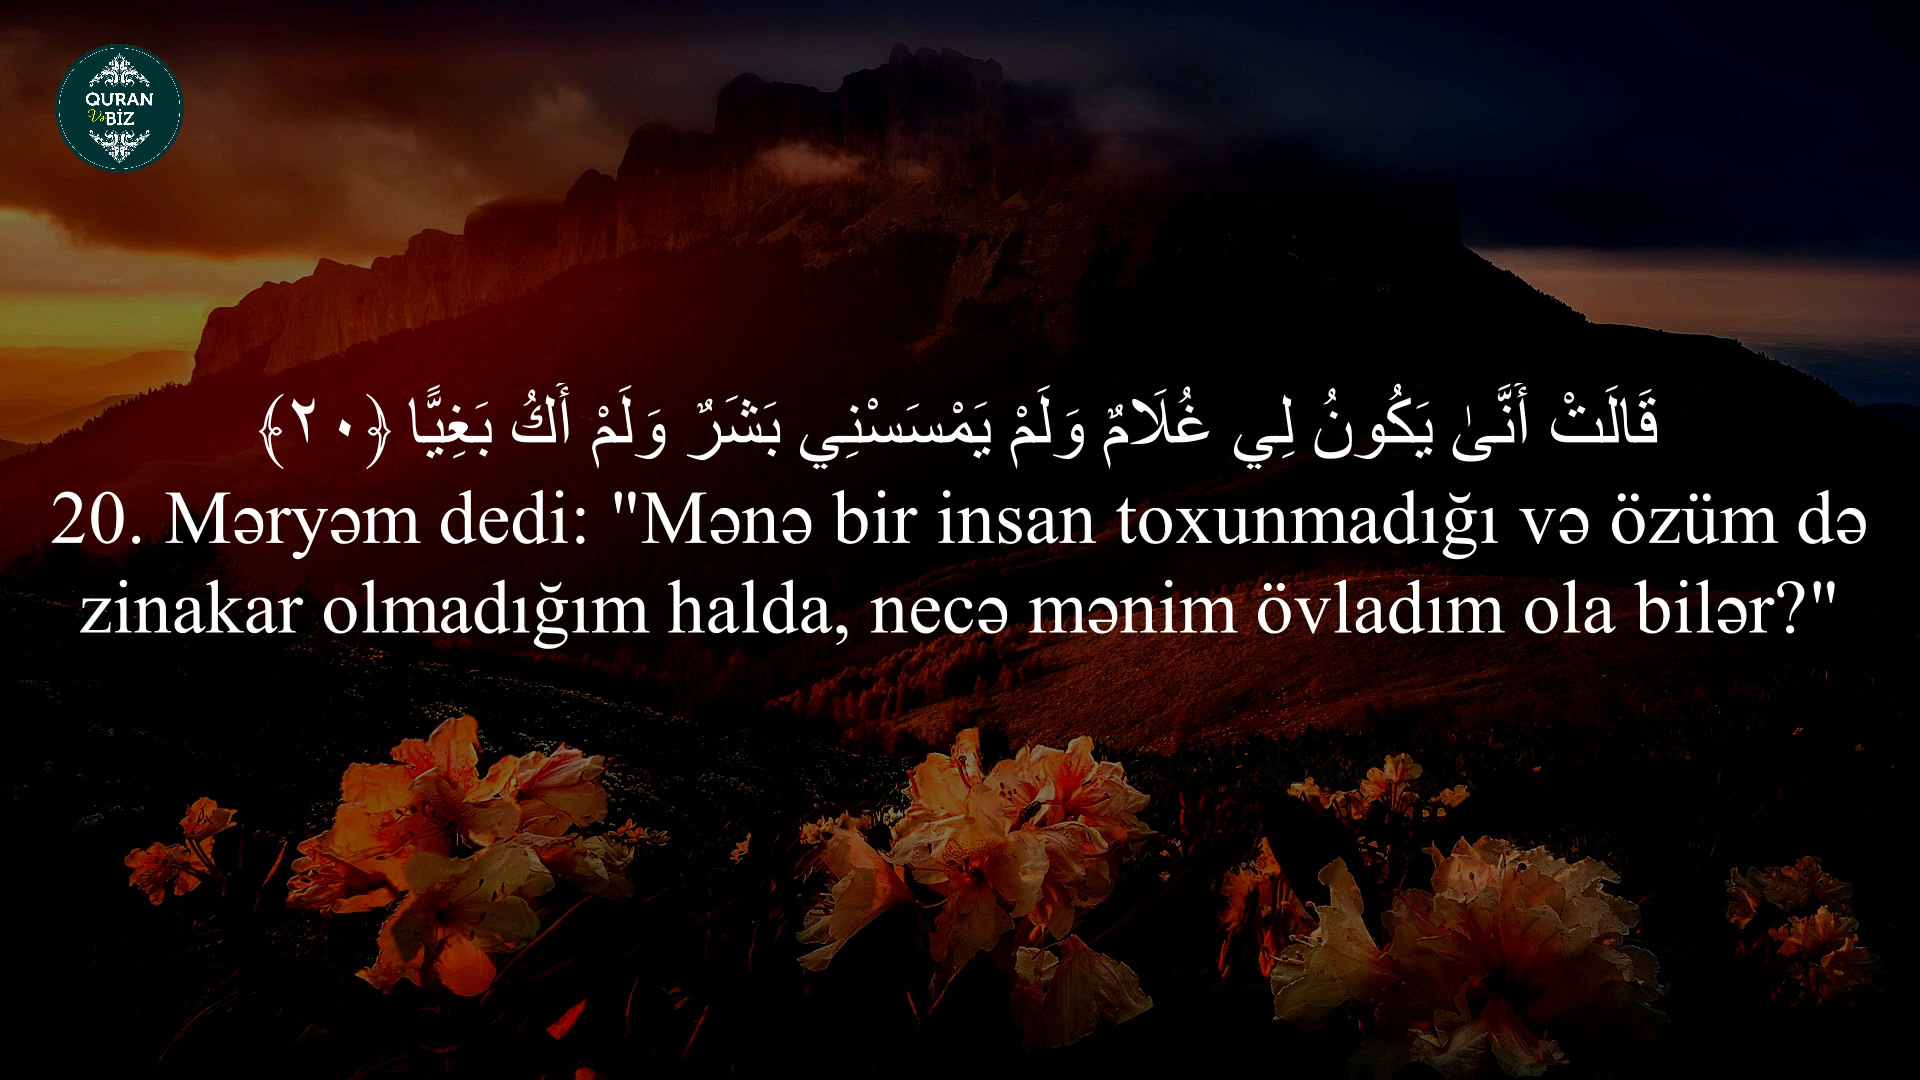 QURAN
Və BİZ
قَالَتْ أَنَّىٰ يَكُونُ لِي غُلَامٌ وَلَمْ يَمْسَسْنِي بَشَرٌ وَلَمْ أَكُ بَغِيًّا ﴿٢٠﴾
20. Məryəm dedi: "Mənə bir insan toxunmadığı və özüm də
zinakar olmadığım halda, necə mənim övladım ola bilər?"